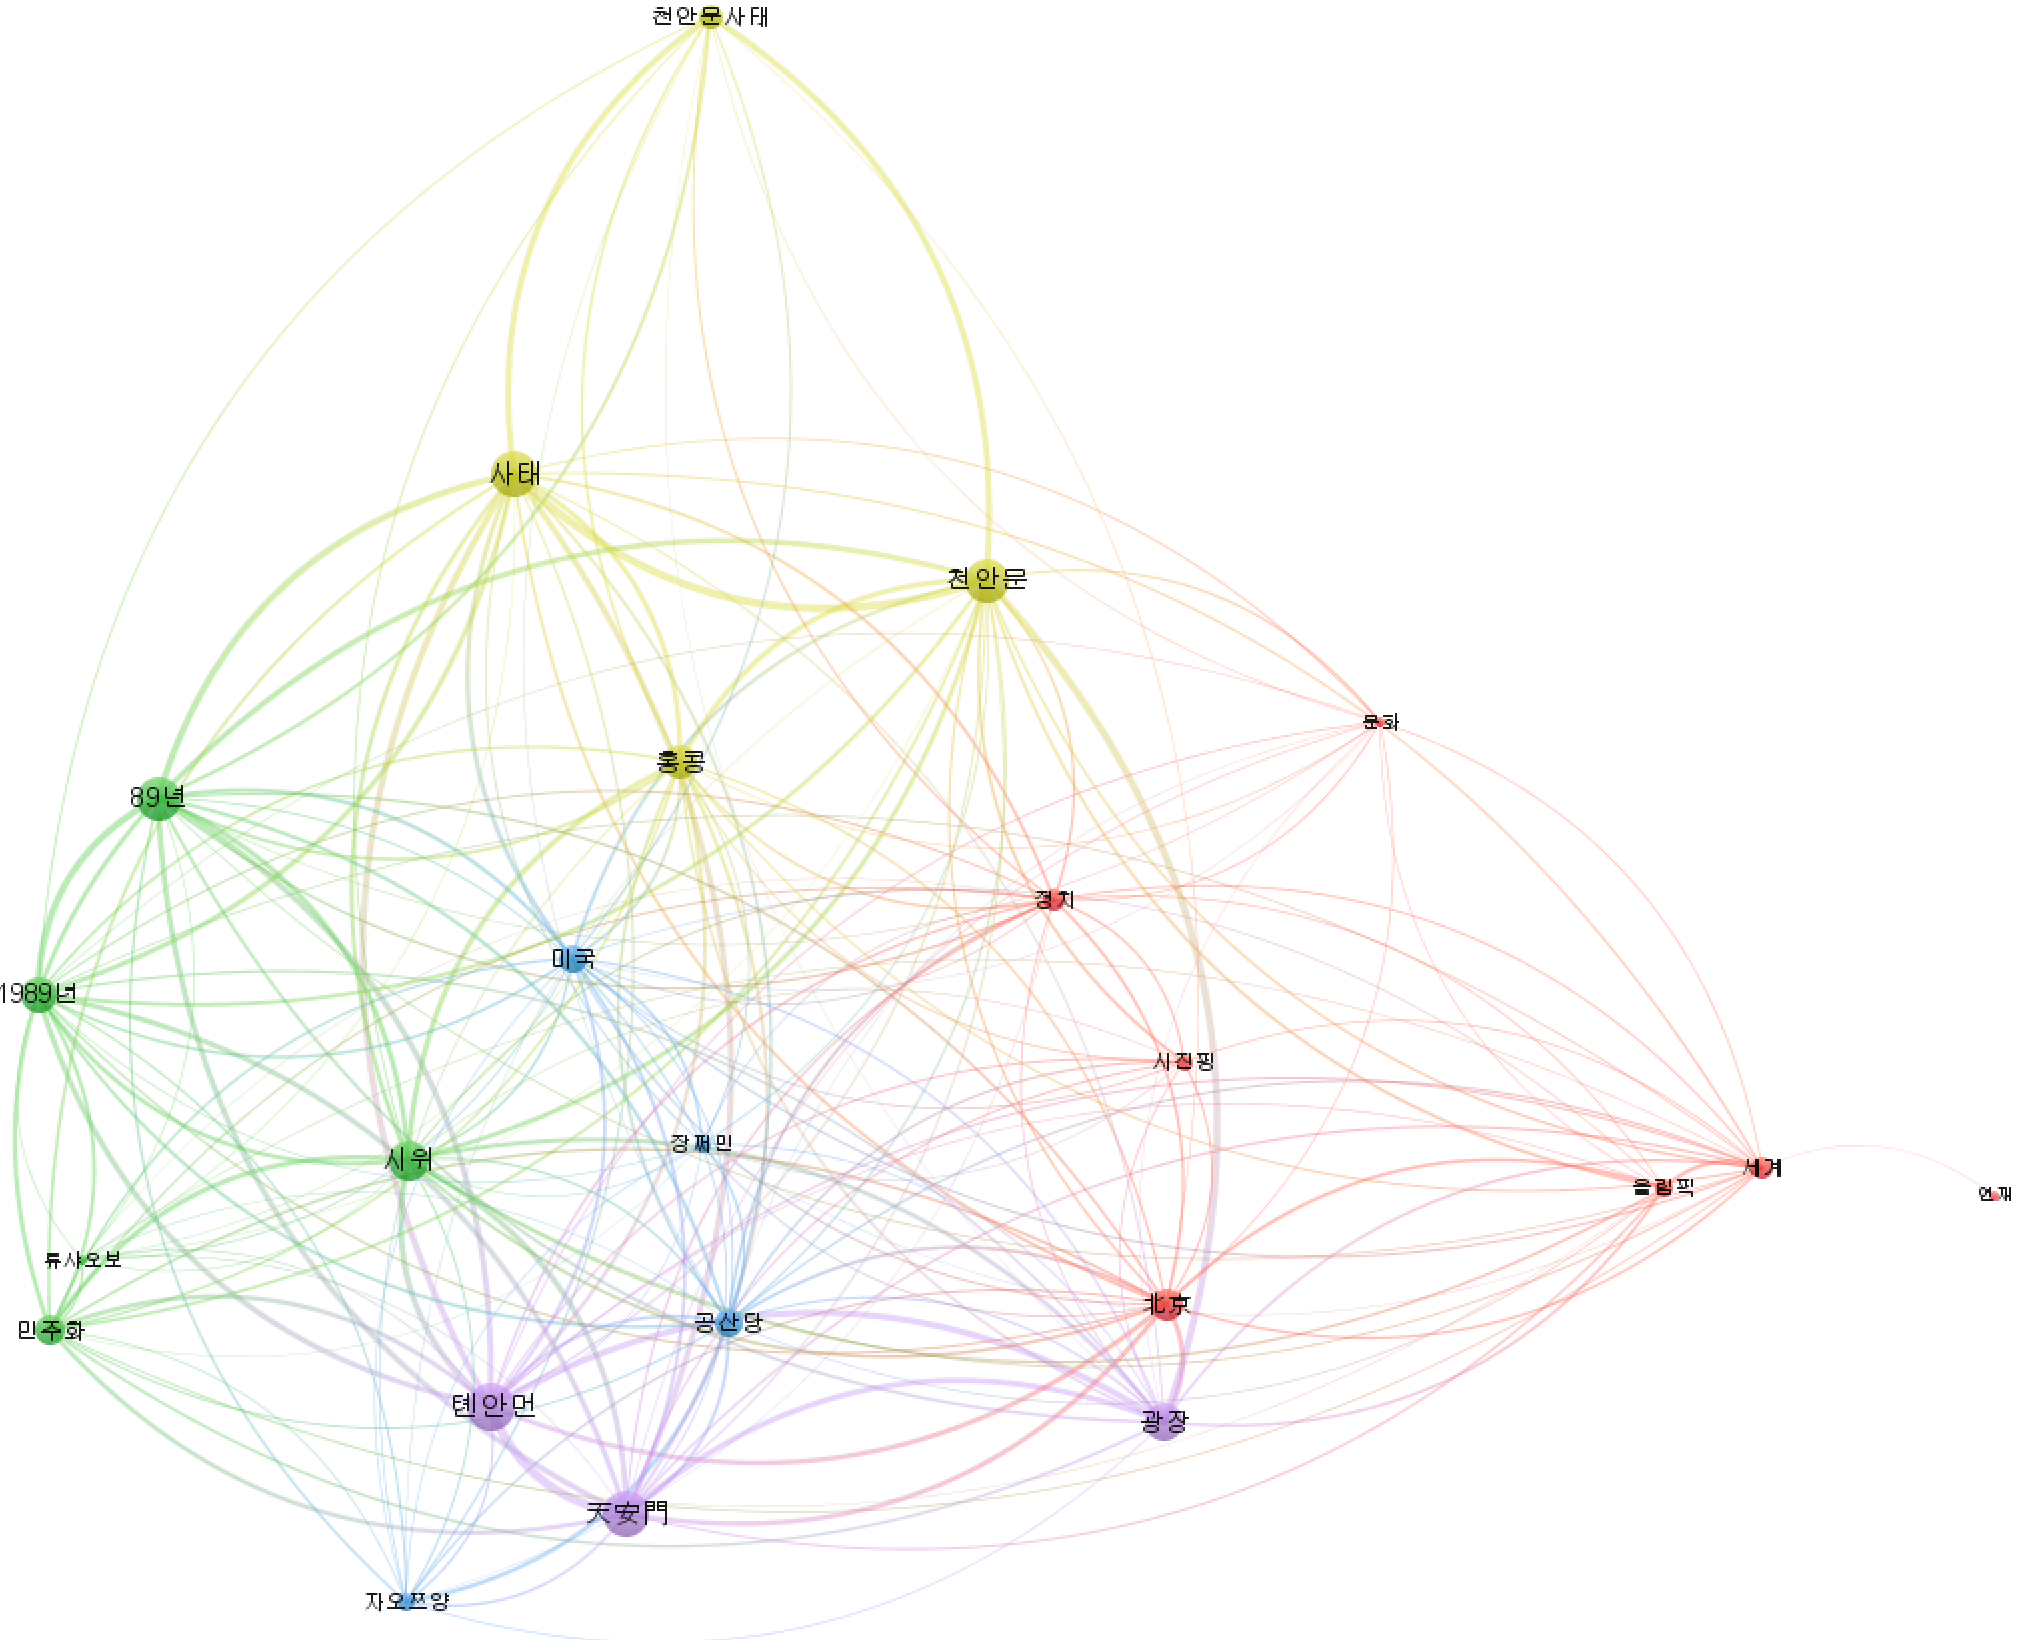 천안문사태
사태
천안문
문화
홍콩
89년
정치
미국
1989년
시진핑
장쩌민
세계
올림픽
연재
시위
류샤오보
北京
공산당
민주화
톈안먼
광장
天安門
자오쯔양